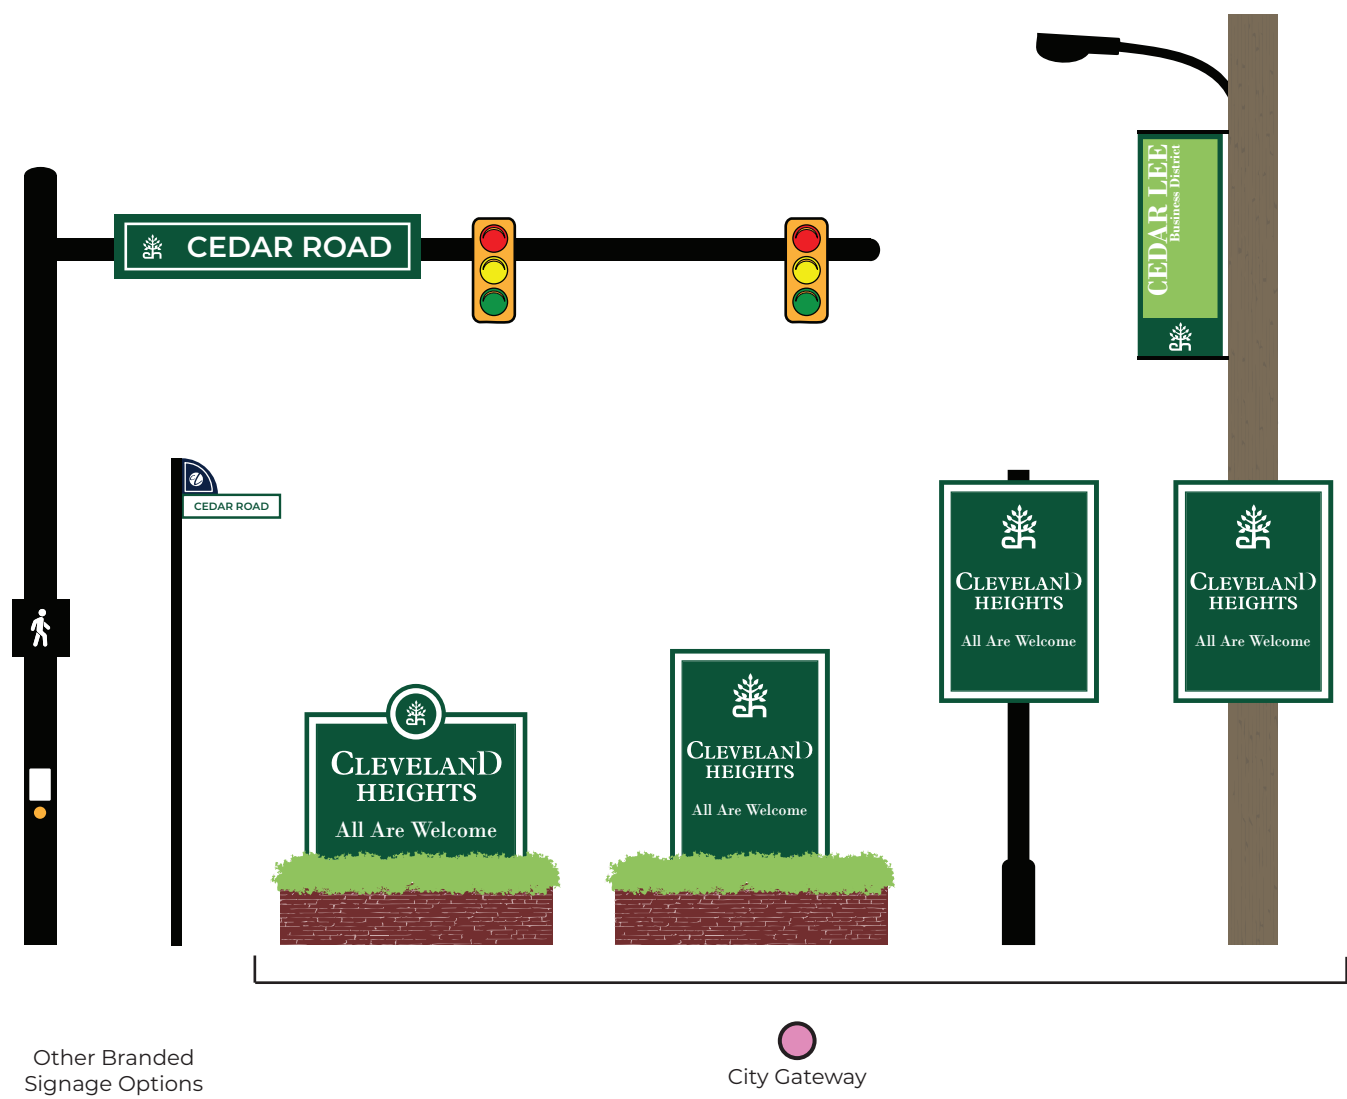 CEDAR ROAD
CEDAR LEE
Business District
CEDAR ROAD
CLEVELAND
HEIGHTS
All Are Welcome
CLEVELAND
HEIGHTS
All Are Welcome
CLEVELAND
HEIGHTS
All Are Welcome
CLEVELAND
HEIGHTS
All Are Welcome
Other Branded
Signage Options
City Gateway